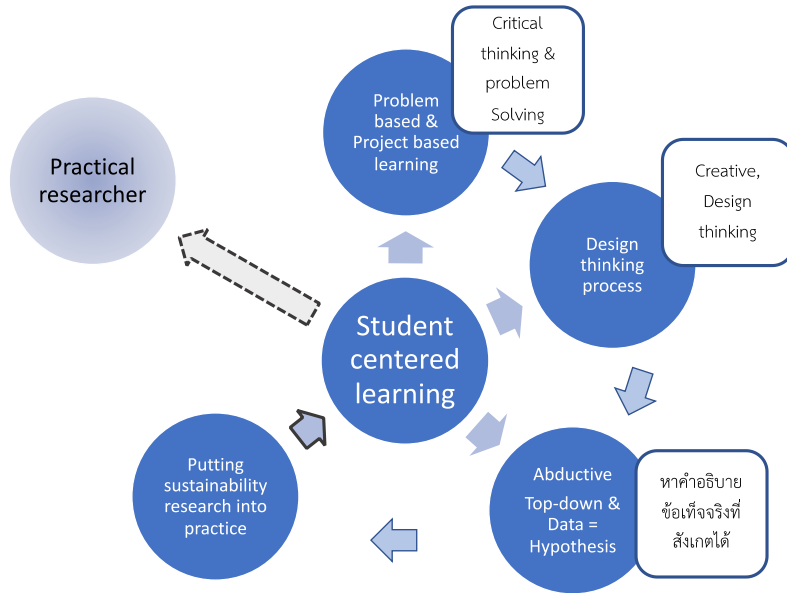 Critical
thinking &
problem
Solving
Problem
based &
Project based
learning
Practical
researcher
Creative,
Design
thinking
Design
thinking
process
Student
centered
learning
Putting
sustainability
research into
practice
Abductive
Top-down &
Data =
Hypothesis
หาคำอธิบาย
ข้อเท็จจริงที่
สังเกตได้